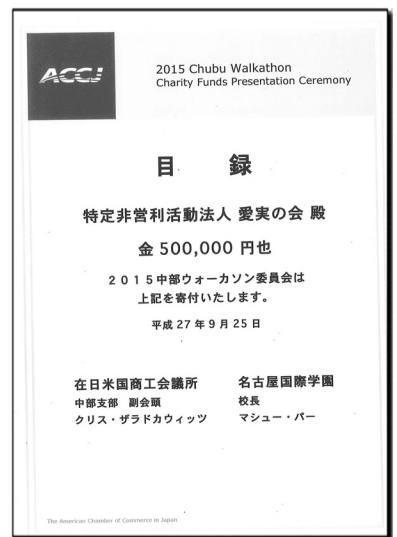 ACCJ
2015 Chubu Walkathon
Charity Funds Presentation Ceremony
目　録
特定非営利活動法人 愛実の会 殿
金 500,000 円也
２０１５中部ウォーカソン委員会は
上記を寄付いたします。
平成 27 年 9 月 25 日
在日米国商工会議所
中部支部　副会頭
クリス・ザラドカウィッツ
名古屋国際学園
校長
マシュー・パー
The American Chamber of Commerce in Japan